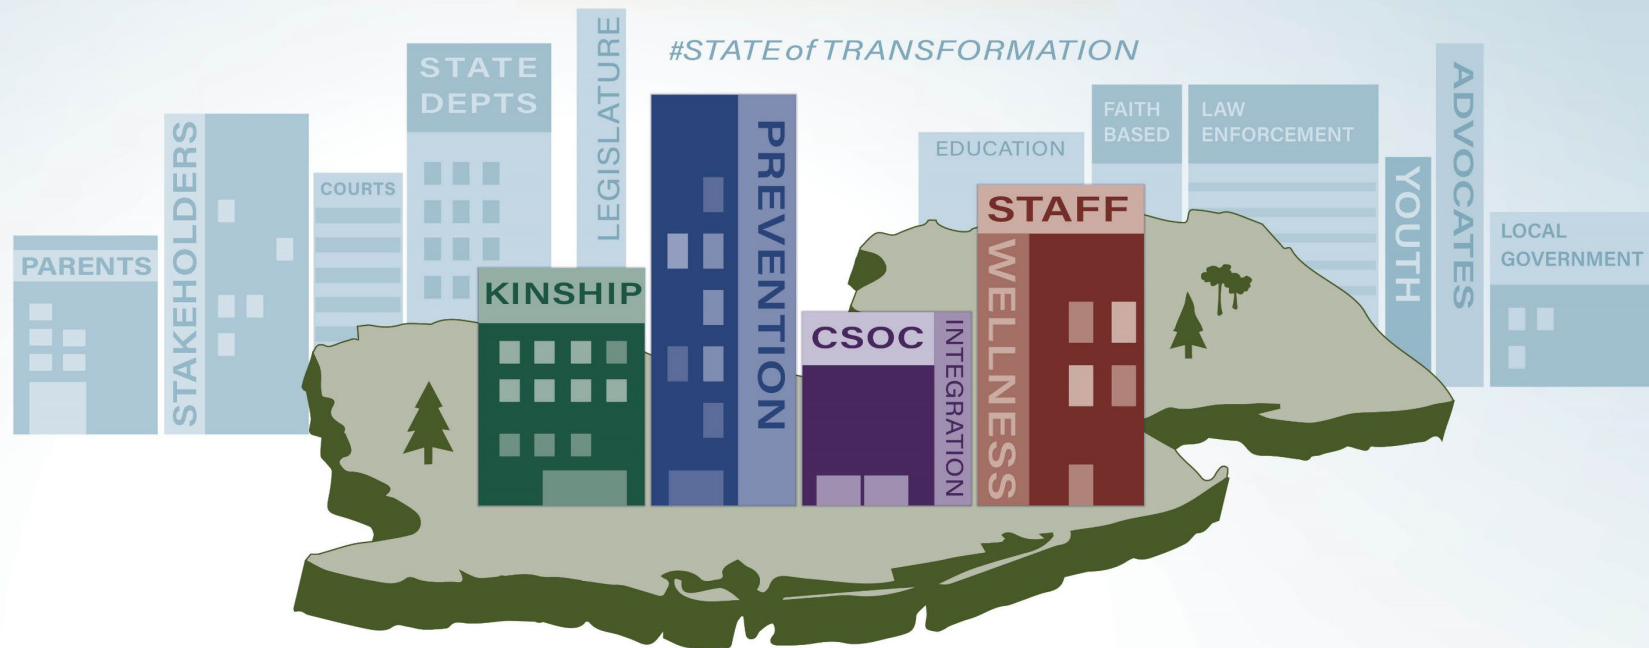 #STATE of TRANSFORMATION
PARENTS
STAKEHOLDERS
COURTS
STATE
DEPTS
LEGISLATURE
KINSHIP
PREVENTION
CSOC
INTEGRATION
STAFF
WELLNESS
EDUCATION
FAITH
BASED
LAW
ENFORCEMENT
YOUTH
ADVOCATES
LOCAL
GOVERNMENT